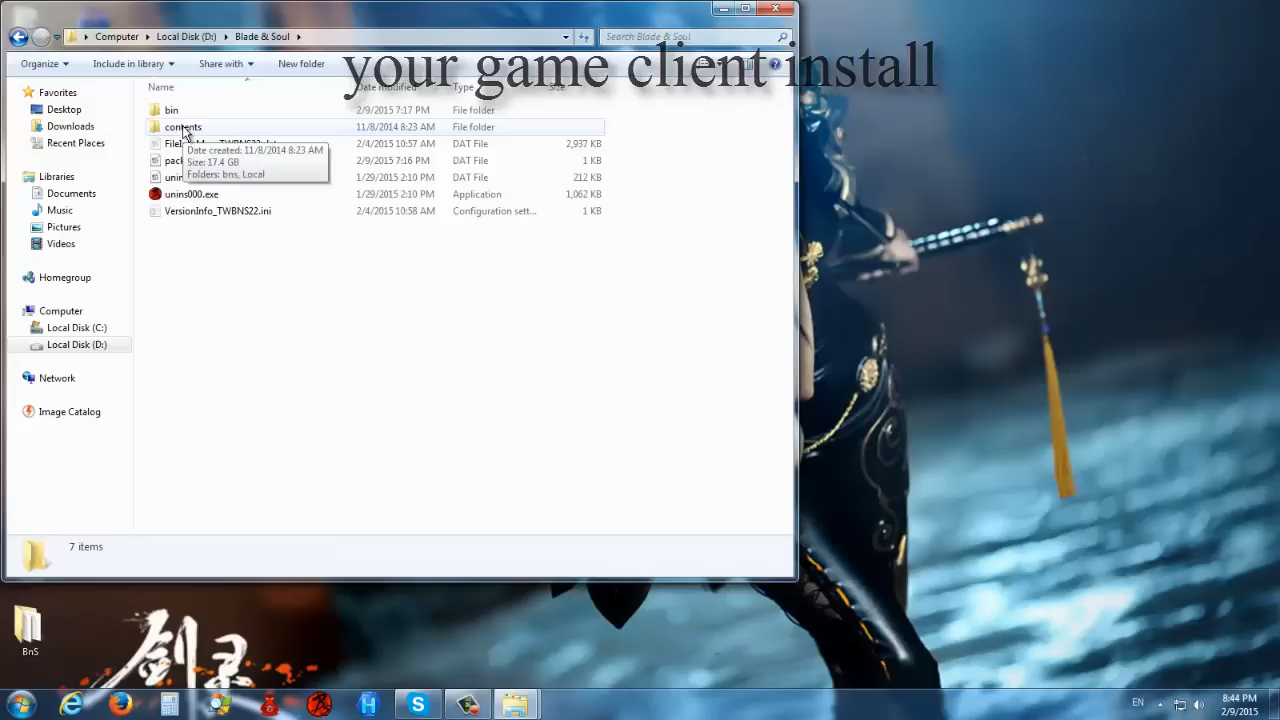 Computer Local Disk (D:) Blade & Soul Search Blade & Soul
Organize Include in library Share with New folder
your game client install
Name Date modified Type Size
bin 2/9/2015 7:17 PM File folder
contents 11/8/2014 8:23 AM File folder
2/4/2015 10:57 AM DAT File 2,937 KB
2/9/2015 7:16 PM DAT File 1 KB
1/29/2015 2:10 PM DAT File 212 KB
unins000.exe 1/29/2015 2:10 PM Application 1,062 KB
VersionInfo_TWBNS22.ini 2/4/2015 10:58 AM Configuration sett... 1 KB
Date created: 11/8/2014 8:23 AM
Size: 17.4 GB
Folders: bns, Local
Favorites
Desktop
Downloads
Recent Places
Libraries
Documents
Music
Pictures
Videos
Homegroup
Computer
Local Disk (C:)
Local Disk (D:)
Network
Image Catalog
7 items
BnS
剑灵
EN 8:44 PM
2/9/2015